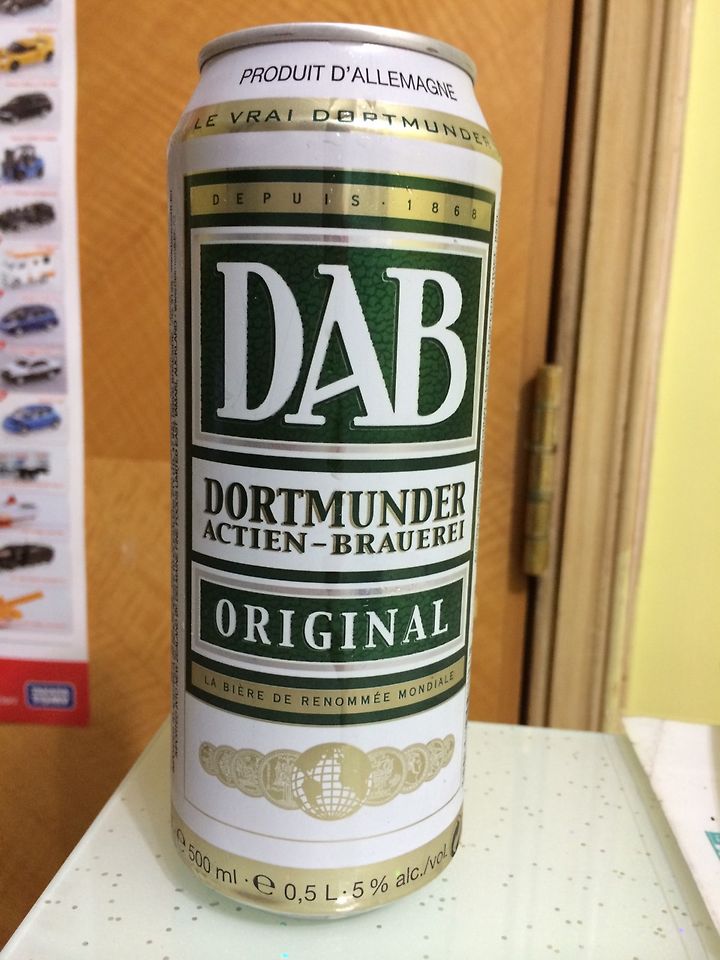 PRODUIT D'ALLEMAGNE
LE VRAI DORTMUNDER
DEPUIS · 1868
DAB
DORTMUNDER
ACTIEN-BRAUEREI
ORIGINAL
LA BIÈRE DE RENOMMÉE MONDIALE
500 ml · e 0,5 L · 5 % alc./vol.